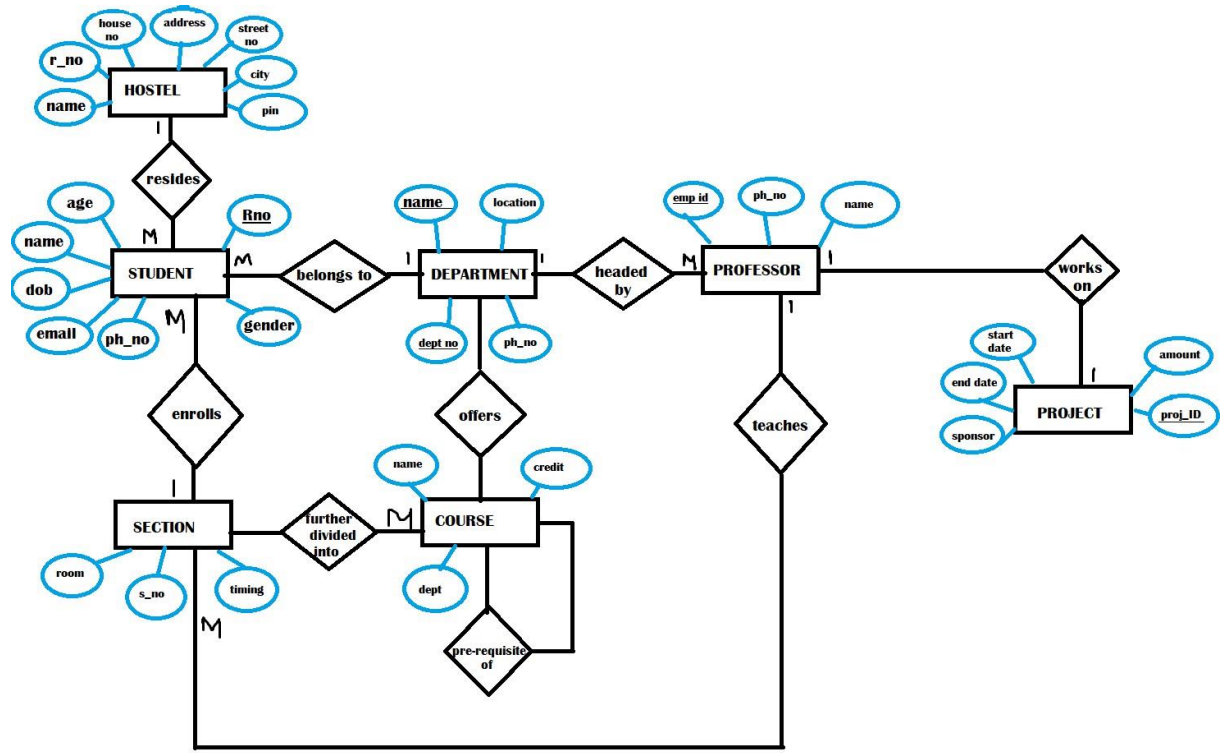 house
no
address
street
no
r_no
city
HOSTEL
name
pin
1
resides
M
age
Rno
name
STUDENT
M
dob
email
ph_no
gender
M
belongs to
1
name
location
DEPARTMENT
1
dept no
ph_no
headed
by
M
emp id
ph_no
name
PROFESSOR
1
1
works
on
1
start
date
amount
end date
PROJECT
proj_ID
sponsor
enrolls
1
offers
teaches
name
credit
SECTION
further
divided
into
M
COURSE
room
s_no
timing
dept
M
pre-requisite
of